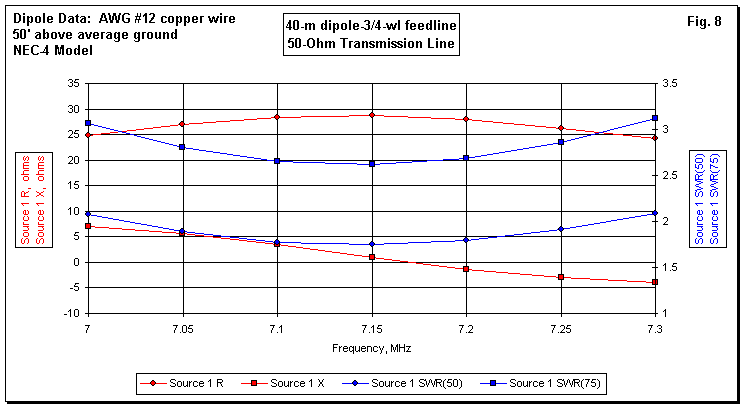 Dipole Data:  AWG #12 copper wire
50' above average ground
NEC-4 Model
40-m dipole-3/4-wl feedline
50-Ohm Transmission Line
Fig. 8
Source 1 R, ohms
Source 1 X, ohms
35
30
25
20
15
10
5
0
-5
-10
3.5
3
2.5
2
1.5
1
Source 1 SWR(50)
Source 1 SWR(75)
7
7.05
7.1
7.15
7.2
7.25
7.3
Frequency, MHz
Source 1 R
Source 1 X
Source 1 SWR(50)
Source 1 SWR(75)